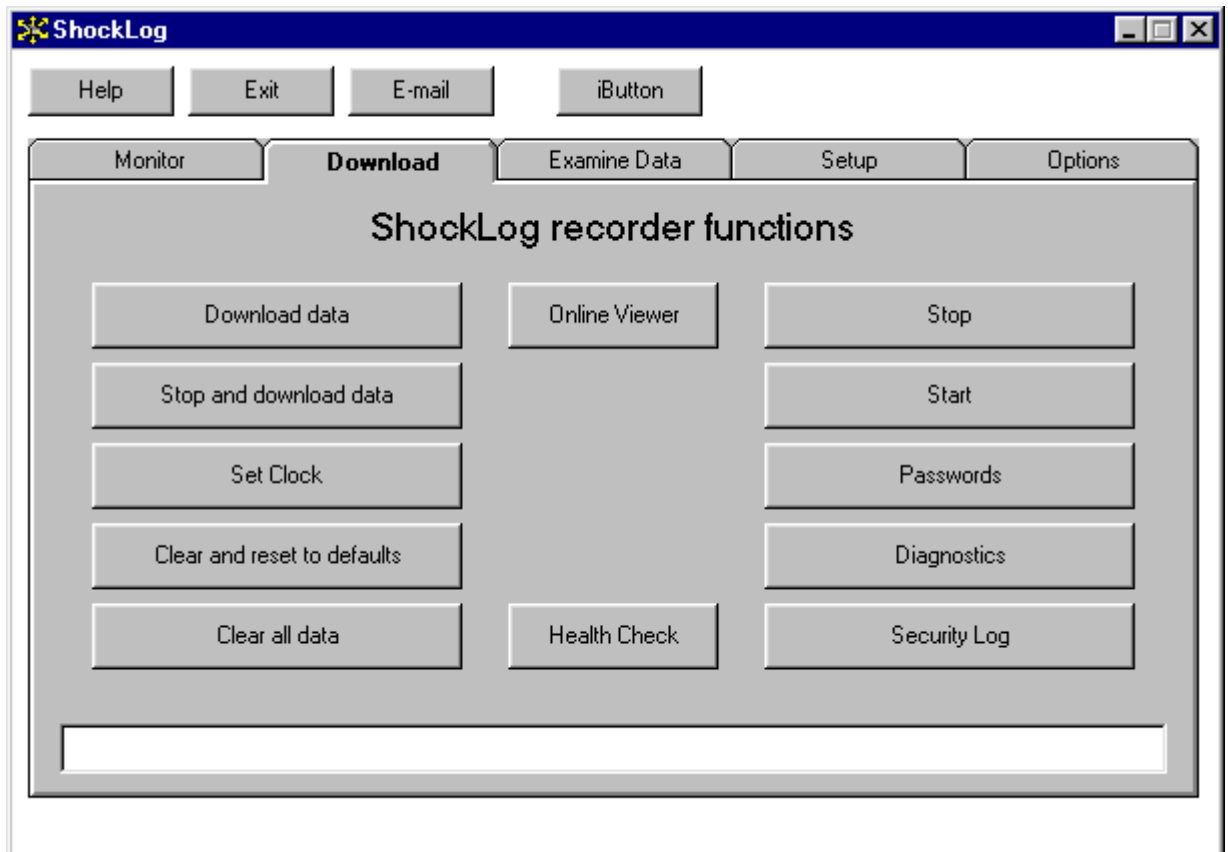 ShockLog
Help Exit E-mail iButton
Monitor Download Examine Data Setup Options
ShockLog recorder functions
Download data Online Viewer Stop
Stop and download data Start
Set Clock Passwords
Clear and reset to defaults Diagnostics
Clear all data Health Check Security Log